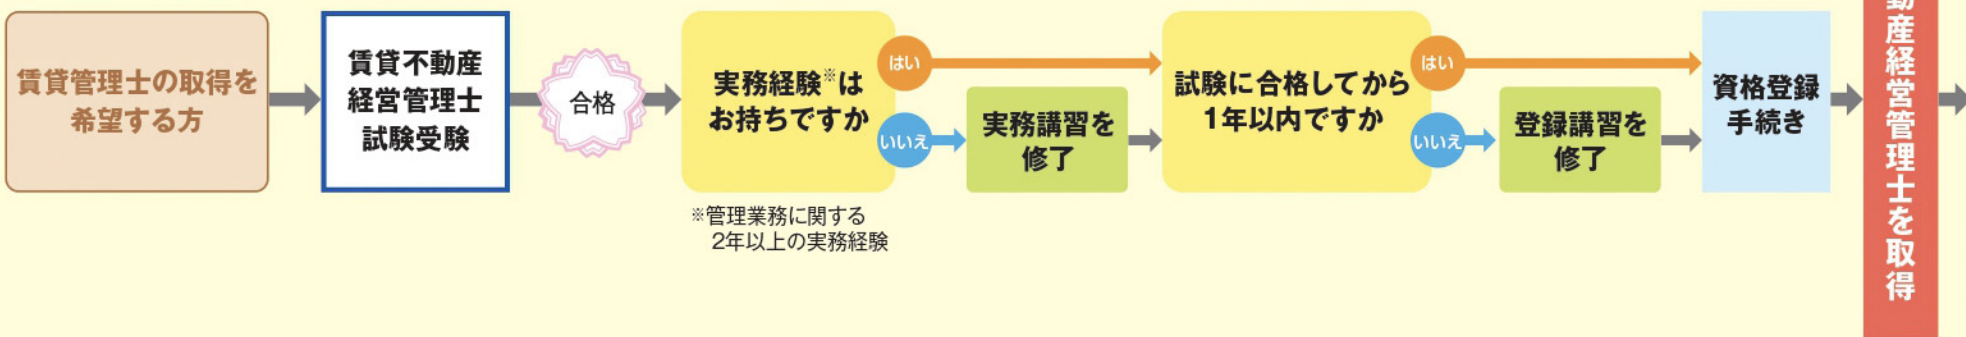 賃貸管理士の取得を
希望する方
賃貸不動産
経営管理士
試験受験
合格
実務経験※は
お持ちですか
はい
いいえ
※管理業務に関する
2年以上の実務経験
実務講習を
修了
試験に合格してから
1年以内ですか
はい
いいえ
登録講習を
修了
資格登録
手続き
動産経営管理士を取得